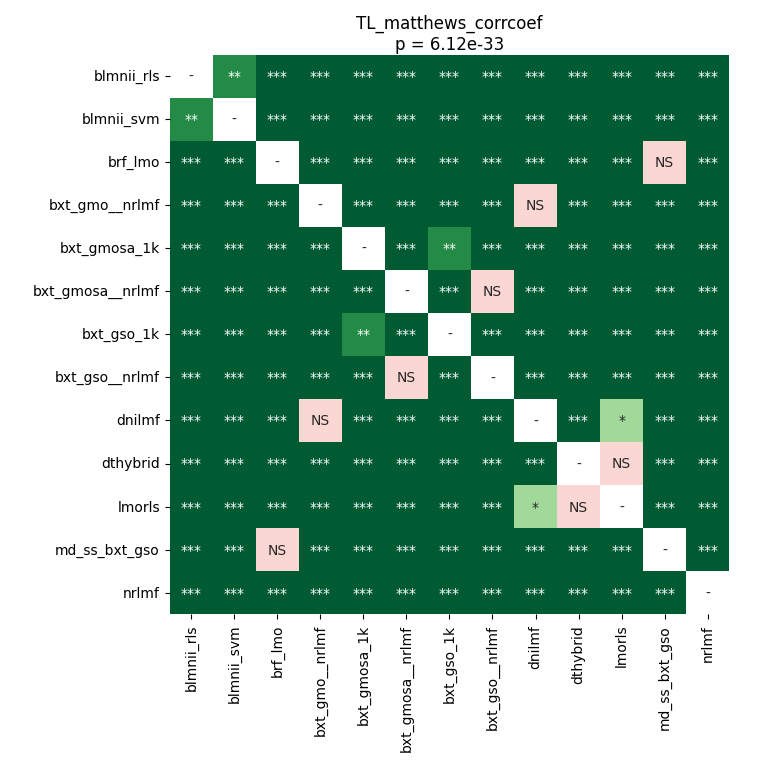 TL_matthews_corrcoef
p = 6.12e-33
blmnii_rls - ** *** *** *** *** *** *** *** *** *** *** ***
blmnii_svm ** - *** *** *** *** *** *** *** *** *** *** ***
brf_lmo *** *** - *** *** *** *** *** *** *** *** NS ***
bxt_gmo__nrlmf *** *** *** - *** *** *** *** NS *** *** *** ***
bxt_gmosa_1k *** *** *** *** - *** ** *** *** *** *** *** ***
bxt_gmosa__nrlmf *** *** *** *** *** - *** NS *** *** *** *** ***
bxt_gso_1k *** *** *** *** ** *** - *** *** *** *** *** ***
bxt_gso__nrlmf *** *** *** *** *** NS *** - *** *** *** *** ***
dnilmf *** *** *** NS *** *** *** *** - *** * *** ***
dthybrid *** *** *** *** *** *** *** *** *** - NS *** ***
lmorls *** *** *** *** *** *** *** *** * NS - *** ***
md_ss_bxt_gso *** *** NS *** *** *** *** *** *** *** *** - ***
nrlmf *** *** *** *** *** *** *** *** *** *** *** *** -
blmnii_rls
blmnii_svm
brf_lmo
bxt_gmo__nrlmf
bxt_gmosa_1k
bxt_gmosa__nrlmf
bxt_gso_1k
bxt_gso__nrlmf
dnilmf
dthybrid
lmorls
md_ss_bxt_gso
nrlmf